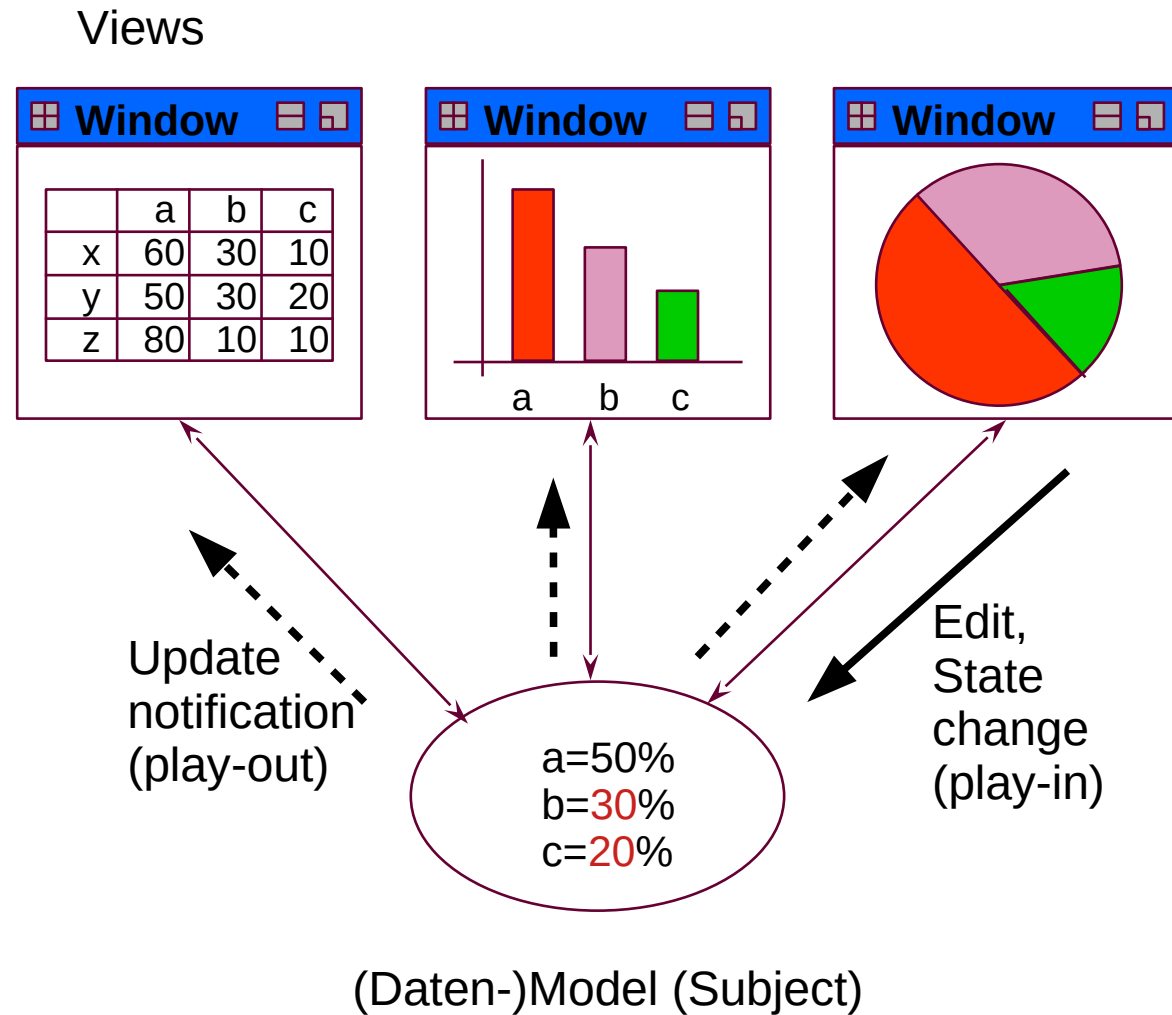 Views
Window
Window
Window
a b c
x 60 30 10
y 50 30 20
z 80 10 10
a b c
Update
notification
(play-out)
Edit,
State
change
(play-in)
a=50%
b=30%
c=20%
(Daten-)Model (Subject)